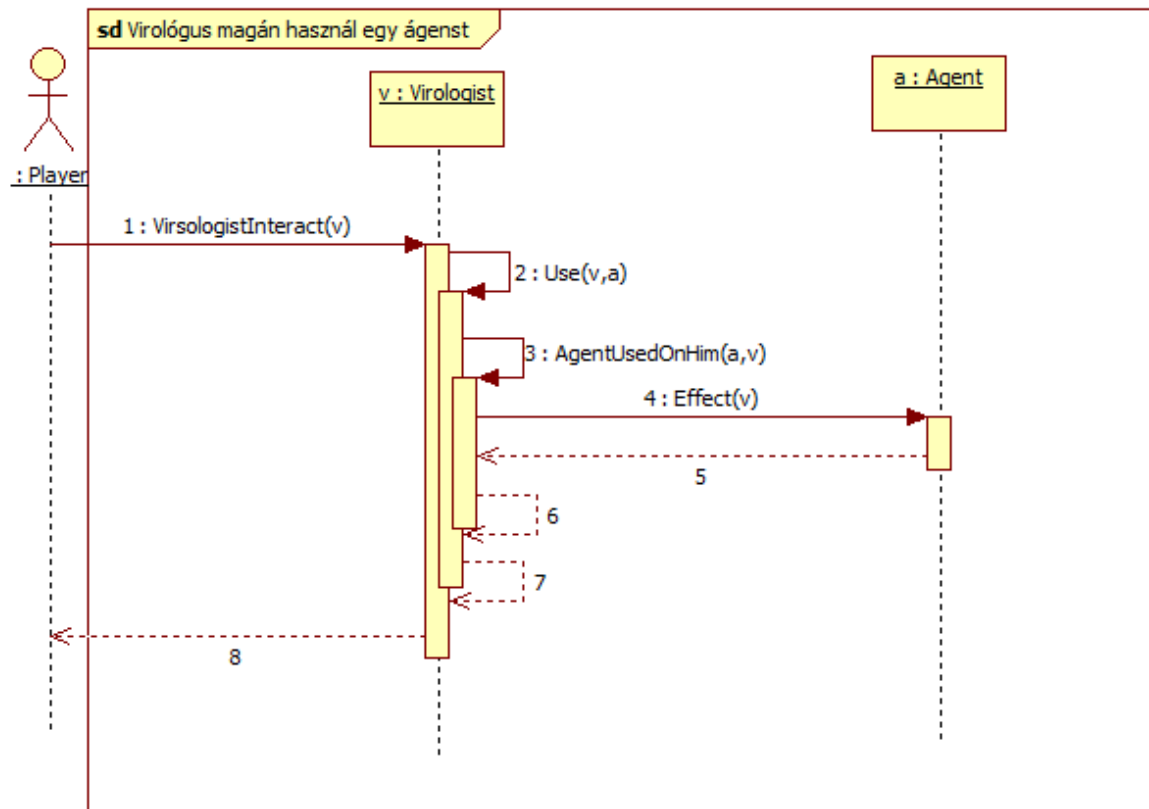 sd Virológus magán használ egy ágenst
v : Virologist
a : Agent
: Player
1 : VirsologistInteract(v)
2 : Use(v,a)
3 : AgentUsedOnHim(a,v)
4 : Effect(v)
5
6
7
8